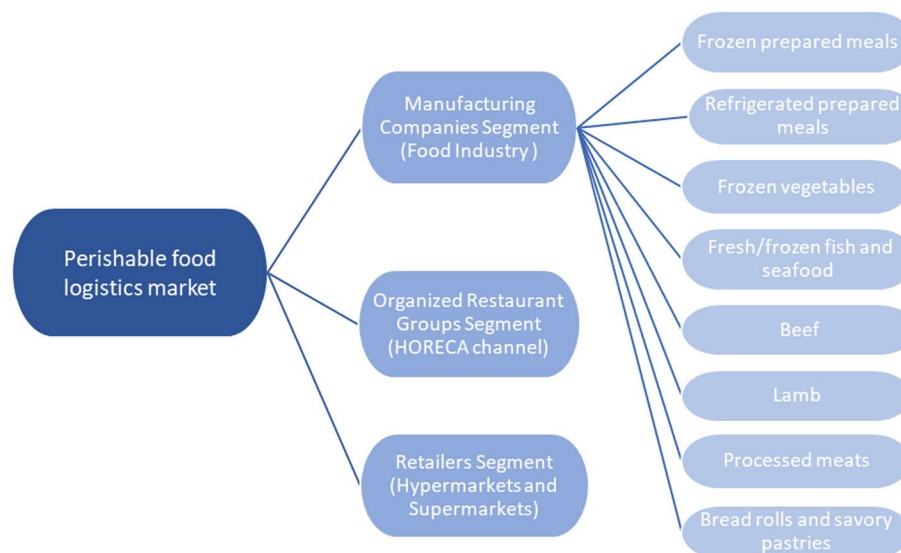 Perishable food
logistics market
Manufacturing
Companies Segment
(Food Industry )
Organized Restaurant
Groups Segment
(HORECA channel)
Retailers Segment
(Hypermarkets and
Supermarkets)
Frozen prepared meals
Refrigerated prepared
meals
Frozen vegetables
Fresh/frozen fish and
seafood
Beef
Lamb
Processed meats
Bread rolls and savory
pastries